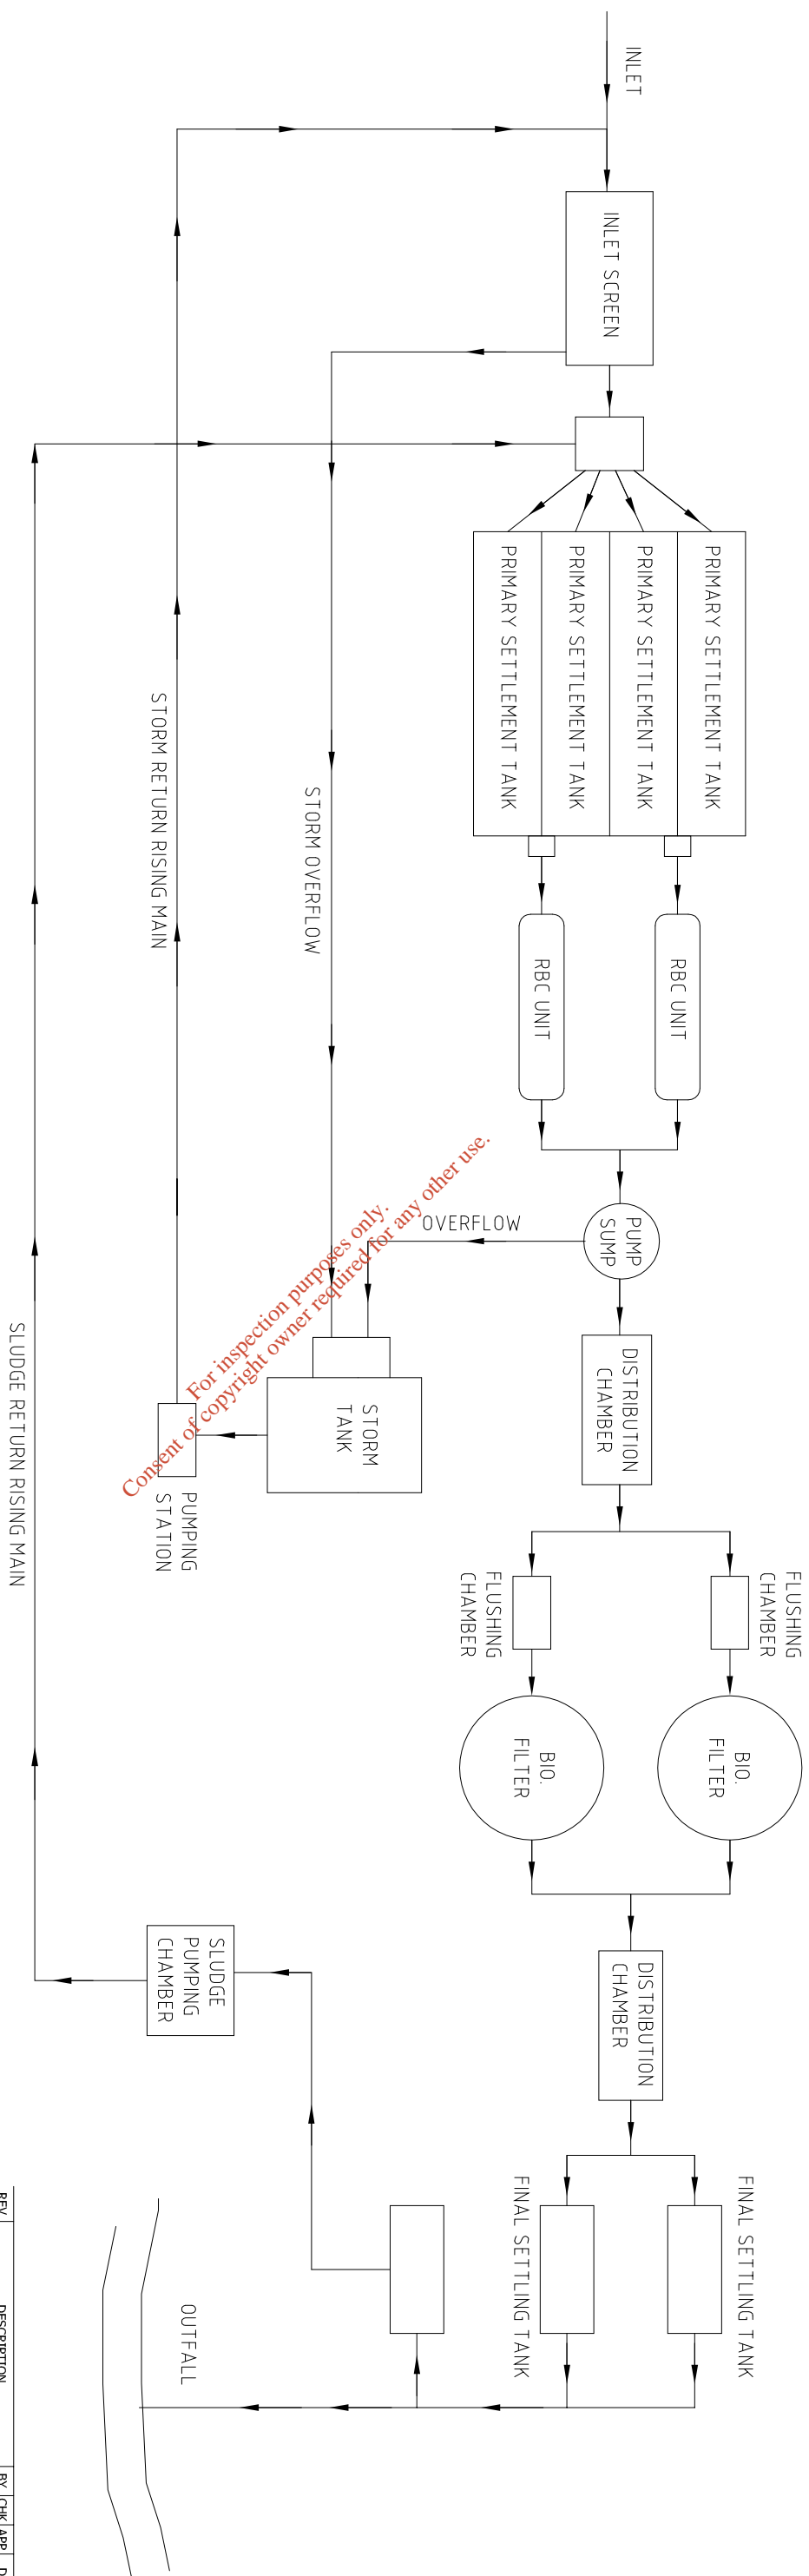 INLET
INLET SCREEN
PRIMARY SETTLEMENT TANK
PRIMARY SETTLEMENT TANK
PRIMARY SETTLEMENT TANK
PRIMARY SETTLEMENT TANK
RBC UNIT
RBC UNIT
PUMP
SUMP
OVERFLOW
DISTRIBUTION
CHAMBER
FLUSHING
CHAMBER
FLUSHING
CHAMBER
BIO.
FILTER
BIO.
FILTER
DISTRIBUTION
CHAMBER
FINAL SETTLING TANK
FINAL SETTLING TANK
STORM OVERFLOW
STORM
TANK
STORM RETURN RISING MAIN
PUMPING
STATION
SLUDGE
PUMPING
CHAMBER
OUTFALL
SLUDGE RETURN RISING MAIN
For inspection purposes only.
Consent of copyright owner required for any other use.
REV
DESCRIPTION
BY
CHK
APP